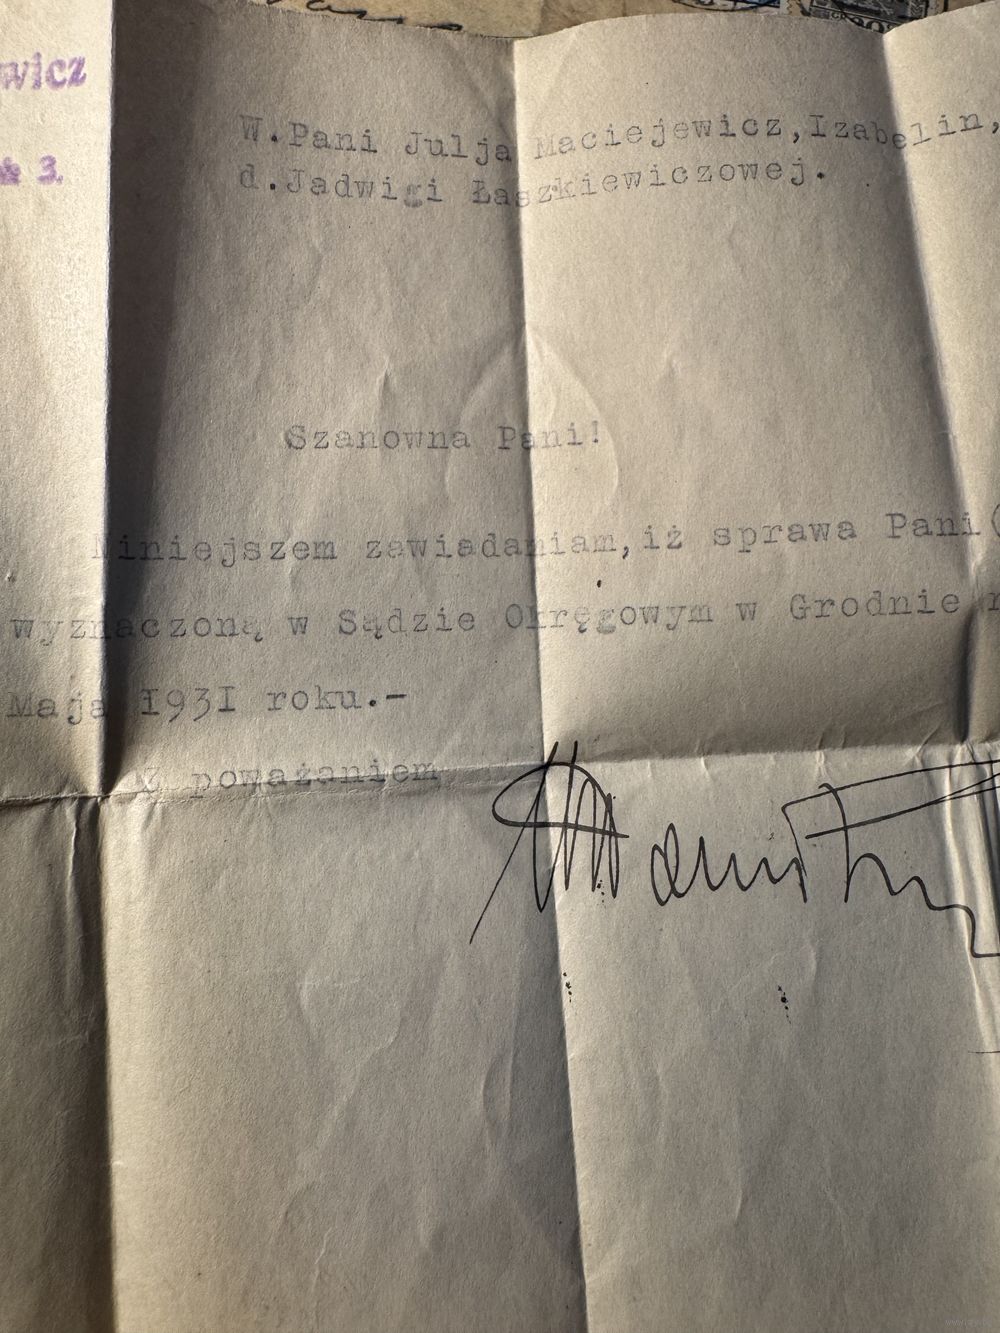 wicz
3.
W.Pani Julja Maciejewicz,Izabelin,
d.Jadwigi Łaszkiewiczowej.
Szanowna Pani!
Niniejszem zawiadamiam,iż sprawa Pani
wyznaczoną w Sądzie Okręgowym w Grodnie
Maja 1931 roku.-
Z poważaniem